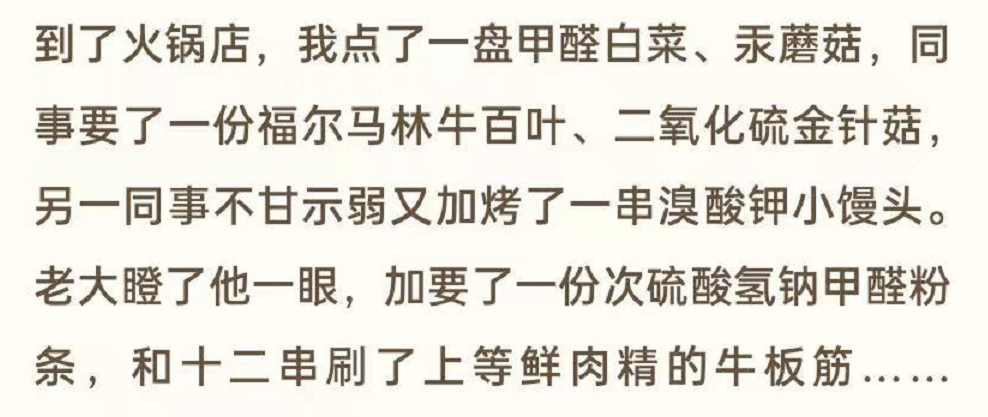 到了火锅店，我点了一盘甲醛白菜、汞蘑菇，同
事要了一份福尔马林牛百叶、二氧化硫金针菇，
另一同事不甘示弱又加烤了一串溴酸钾小馒头。
老大瞪了他一眼，加要了一份次硫酸氢钠甲醛粉
条，和十二串刷了上等鲜肉精的牛板筋……